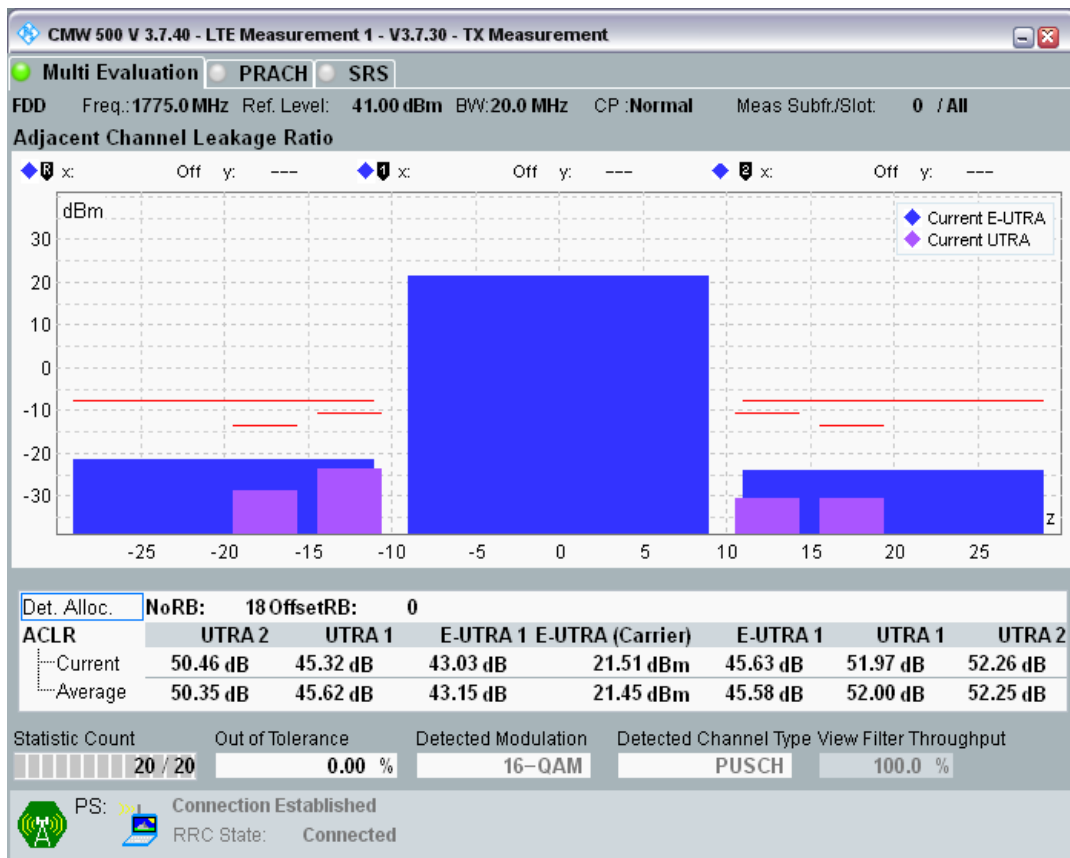 CMW 500 V 3.7.40 - LTE Measurement 1 - V3.7.30 - TX Measurement
Multi Evaluation PRACH SRS
FDD Freq.: 1775.0 MHz Ref. Level: 41.00 dBm BW: 20.0 MHz CP : Normal Meas Subfr./Slot: 0 / All
Adjacent Channel Leakage Ratio
R x: Off y: --- 1 x: Off y: --- 2 x: Off y: ---
dBm
Current E-UTRA
Current UTRA
30
20
10
0
-10
-20
-30
z
-25 -20 -15 -10 -5 0 5 10 15 20 25
Det. Alloc. NoRB: 18 OffsetRB: 0
ACLR UTRA 2 UTRA 1 E-UTRA 1 E-UTRA (Carrier) E-UTRA 1 UTRA 1 UTRA 2
Current 50.46 dB 45.32 dB 43.03 dB 21.51 dBm 45.63 dB 51.97 dB 52.26 dB
Average 50.35 dB 45.62 dB 43.15 dB 21.45 dBm 45.58 dB 52.00 dB 52.25 dB
Statistic Count Out of Tolerance Detected Modulation Detected Channel Type View Filter Throughput
20 / 20 0.00 % 16-QAM PUSCH 100.0 %
PS: Connection Established
RRC State: Connected